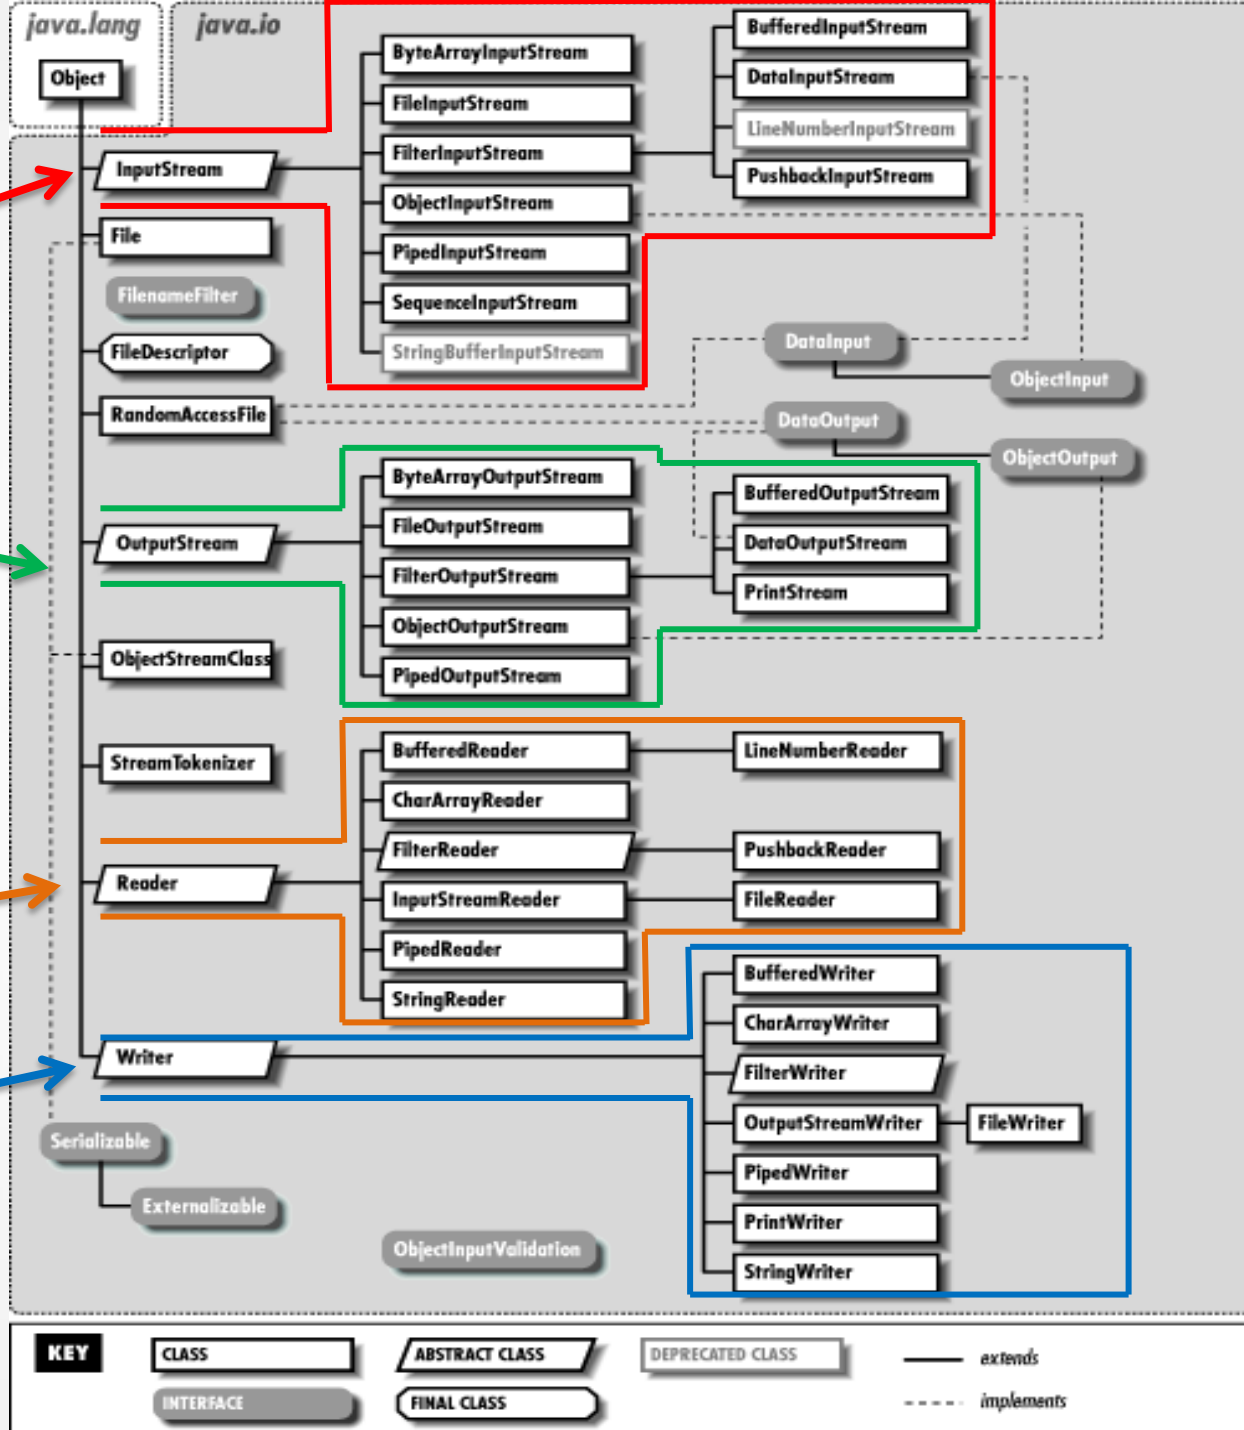 java.lang
java.io
Object
InputStream
ByteArrayInputStream
FileInputStream
FilterInputStream
ObjectInputStream
PipedInputStream
SequenceInputStream
StringBufferInputStream
BufferedInputStream
DataInputStream
LineNumberInputStream
PushbackInputStream
File
FilenameFilter
FileDescriptor
RandomAccessFile
DataInput
ObjectInput
DataOutput
ObjectOutput
OutputStream
ByteArrayOutputStream
FileOutputStream
FilterOutputStream
ObjectOutputStream
PipedOutputStream
BufferedOutputStream
DataOutputStream
PrintStream
ObjectStreamClass
StreamTokenizer
Reader
BufferedReader
CharArrayReader
FilterReader
InputStreamReader
PipedReader
StringReader
LineNumberReader
PushbackReader
FileReader
Writer
BufferedWriter
CharArrayWriter
FilterWriter
OutputStreamWriter
FileWriter
PipedWriter
PrintWriter
StringWriter
Serializable
Externalizable
ObjectInputValidation
KEY
CLASS
ABSTRACT CLASS
DEPRECATED CLASS
extends
INTERFACE
FINAL CLASS
implements